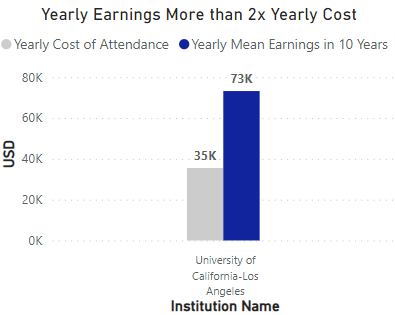 Yearly Earnings More than 2x Yearly Cost
Yearly Cost of Attendance Yearly Mean Earnings in 10 Years
80K
60K
40K
20K
0K
USD
73K
35K
University of
California-Los
Angeles
Institution Name